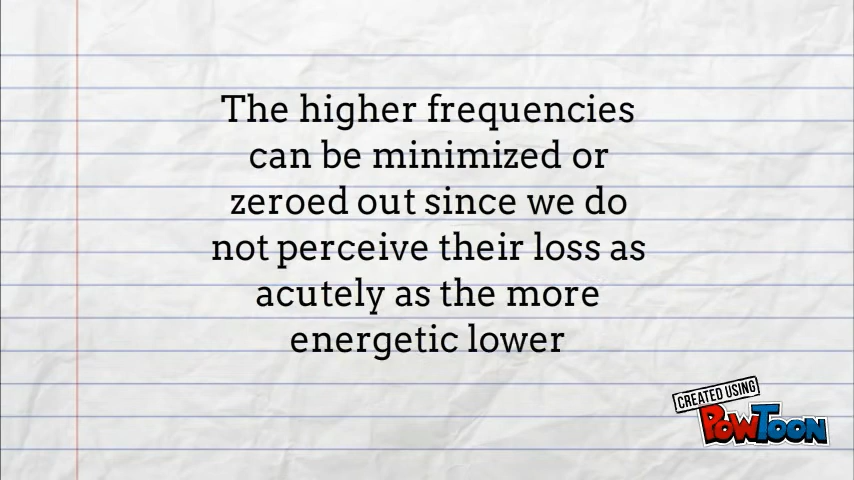 The higher frequencies
can be minimized or
zeroed out since we do
not perceive their loss as
acutely as the more
energetic lower
CREATED USING
POWTOON